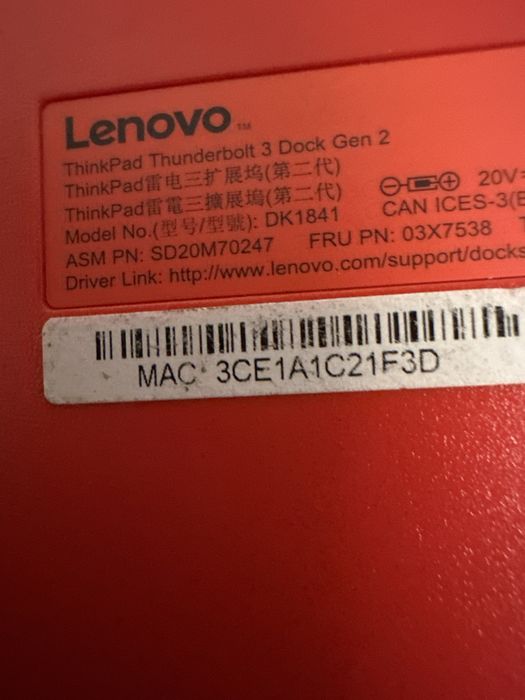 Lenovo™
ThinkPad Thunderbolt 3 Dock Gen 2
ThinkPad雷电三扩展坞(第二代)
ThinkPad雷電三擴展塢(第二代)
20V
Model No.(型号/型號): DK1841
CAN ICES-3(
ASM PN: SD20M70247 FRU PN: 03X7538
Driver Link: http://www.lenovo.com/support/docks
MAC: 3CE1A1C21F3D